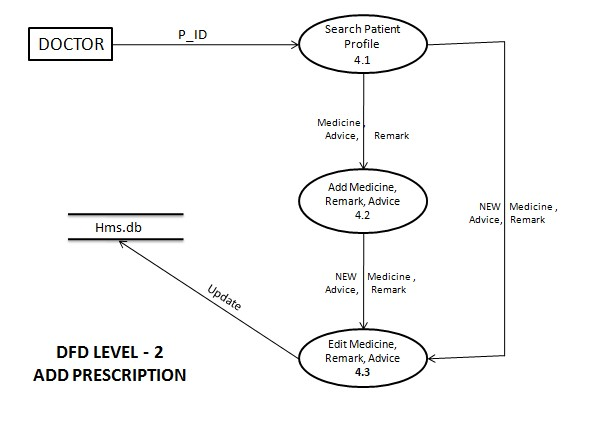 DOCTOR
P_ID
Search Patient
Profile
4.1
Medicine,
Advice, Remark
Add Medicine,
Remark, Advice
4.2
NEW Medicine ,
Advice, Remark
NEW Medicine ,
Advice, Remark
Hms.db
Update
Edit Medicine,
Remark, Advice
4.3
DFD LEVEL - 2
ADD PRESCRIPTION